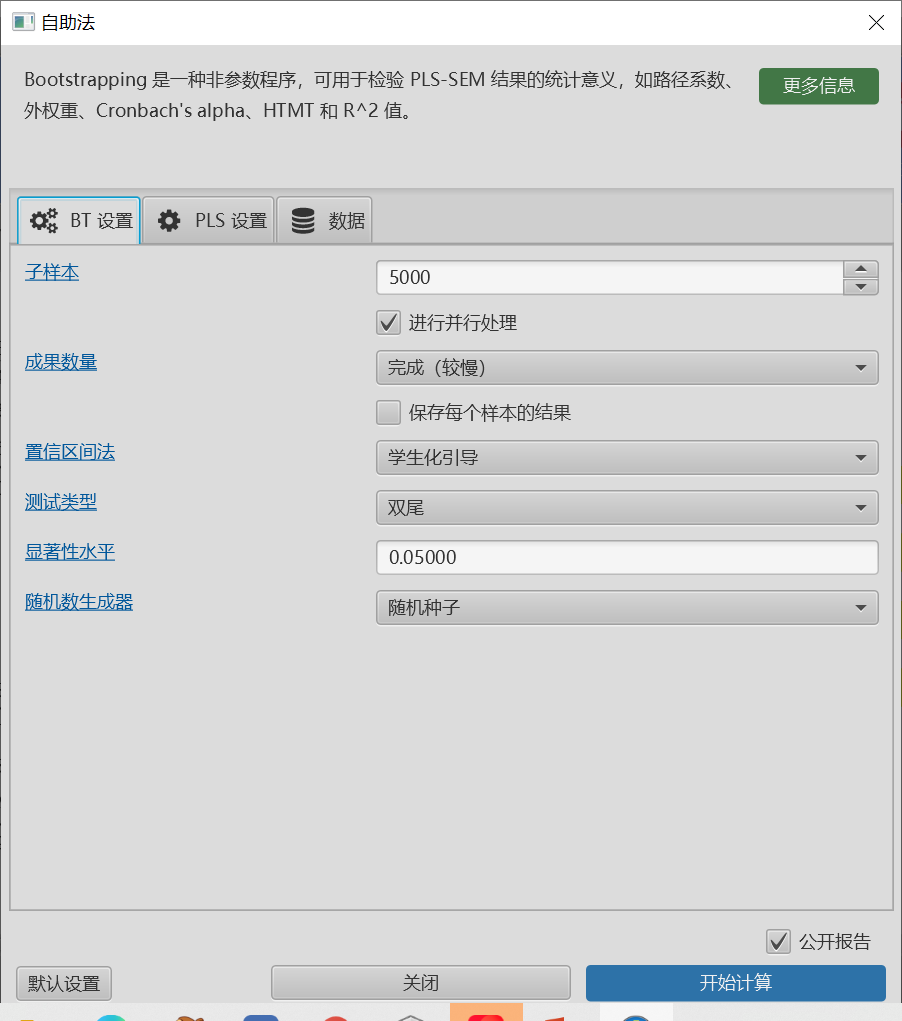 自助法
Bootstrapping 是一种非参数程序，可用于检验 PLS-SEM 结果的统计意义，如路径系数、
外权重、Cronbach's alpha、HTMT 和 R^2 值。
更多信息
BT 设置
PLS 设置
数据
子样本
5000
进行并行处理
成果数量
完成（较慢）
保存每个样本的结果
置信区间法
学生化引导
测试类型
双尾
显著性水平
0.05000
随机数生成器
随机种子
公开报告
默认设置
关闭
开始计算